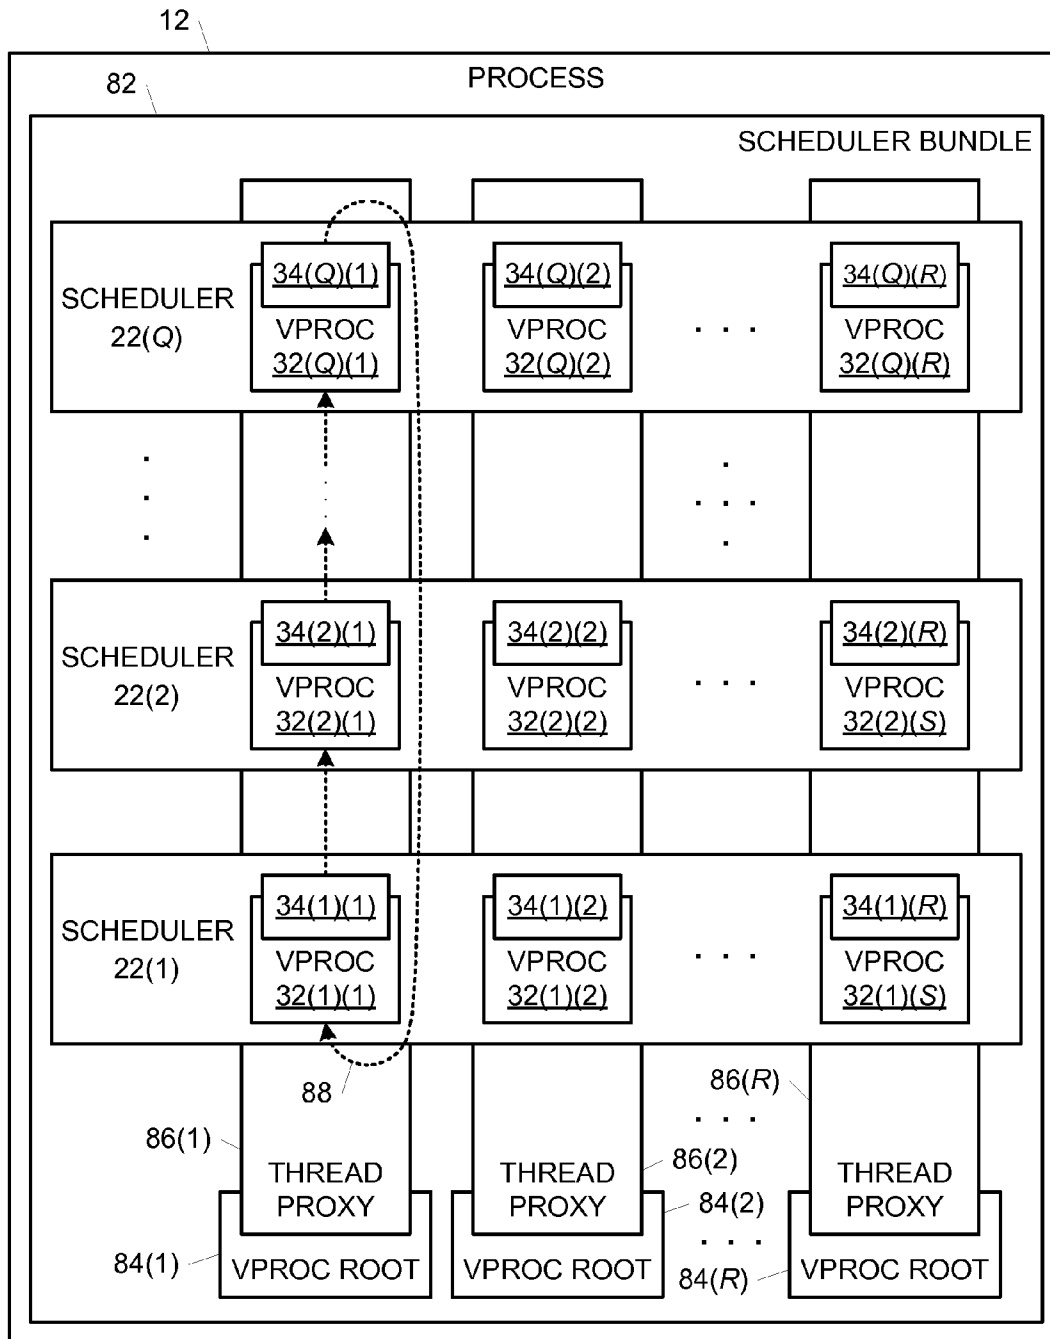 12
PROCESS
82
SCHEDULER BUNDLE
SCHEDULER
22(Q)
34(Q)(1)
VPROC
32(Q)(1)
34(Q)(2)
VPROC
32(Q)(2)
. . .
34(Q)(R)
VPROC
32(Q)(R)
SCHEDULER
22(2)
34(2)(1)
VPROC
32(2)(1)
34(2)(2)
VPROC
32(2)(2)
. . .
34(2)(R)
VPROC
32(2)(S)
SCHEDULER
22(1)
34(1)(1)
VPROC
32(1)(1)
34(1)(2)
VPROC
32(1)(2)
. . .
34(1)(R)
VPROC
32(1)(S)
88
86(R)
. . .
86(1)
86(2)
THREAD
PROXY
THREAD
PROXY
THREAD
PROXY
84(2)
. . .
84(1)
VPROC ROOT
VPROC ROOT
84(R)
VPROC ROOT